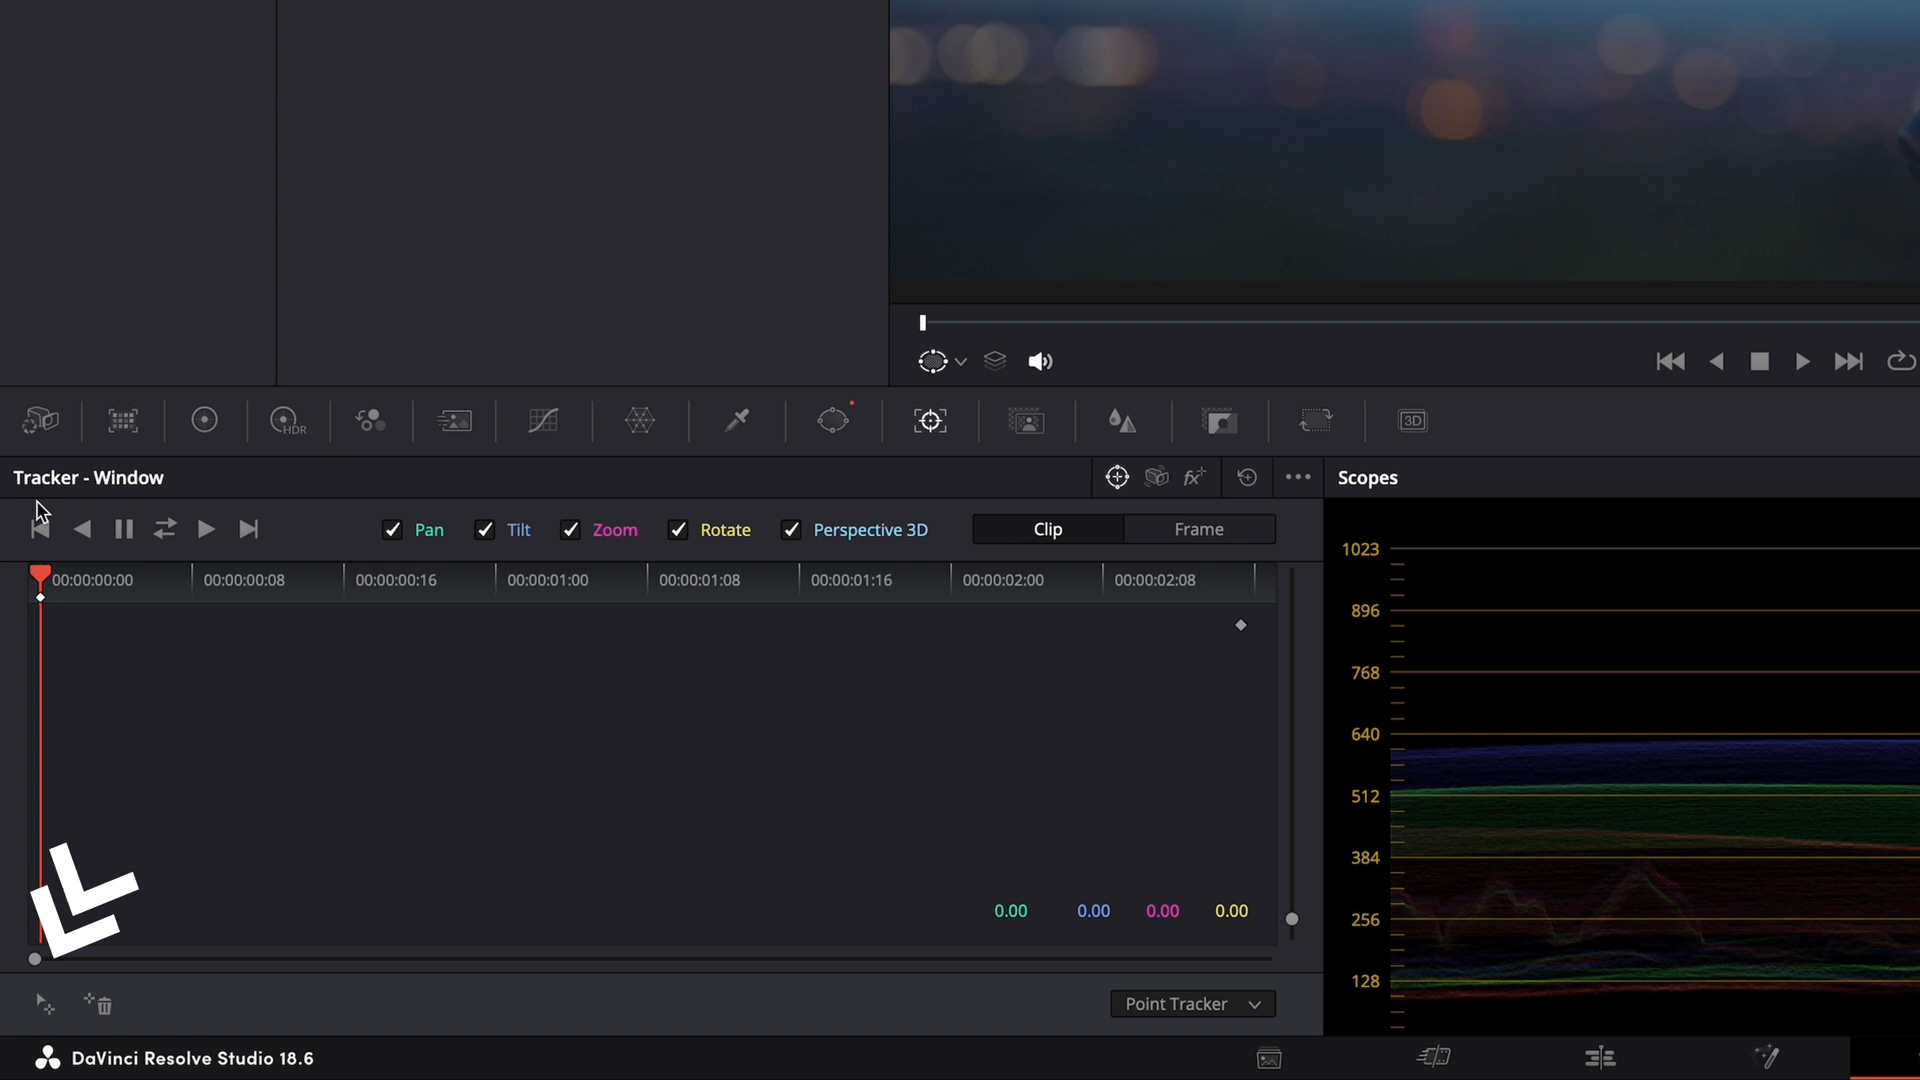 HDR
3D
Tracker - Window
fx
Scopes
Pan
Tilt
Zoom
Rotate
Perspective 3D
Clip
Frame
00:00:00:00
00:00:00:08
00:00:00:16
00:00:01:00
00:00:01:08
00:00:01:16
00:00:02:00
00:00:02:08
1023
896
768
640
512
384
256
128
0.00
0.00
0.00
0.00
Point Tracker
DaVinci Resolve Studio 18.6